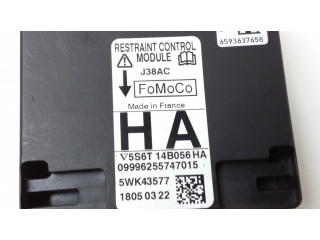 6593637658
RESTRAINT CONTROL
MODULE
J38AC
FoMoCo
Made in France
HA
V5S6T 14B056 HA
09996255747015
5WK43577
1805 03 22